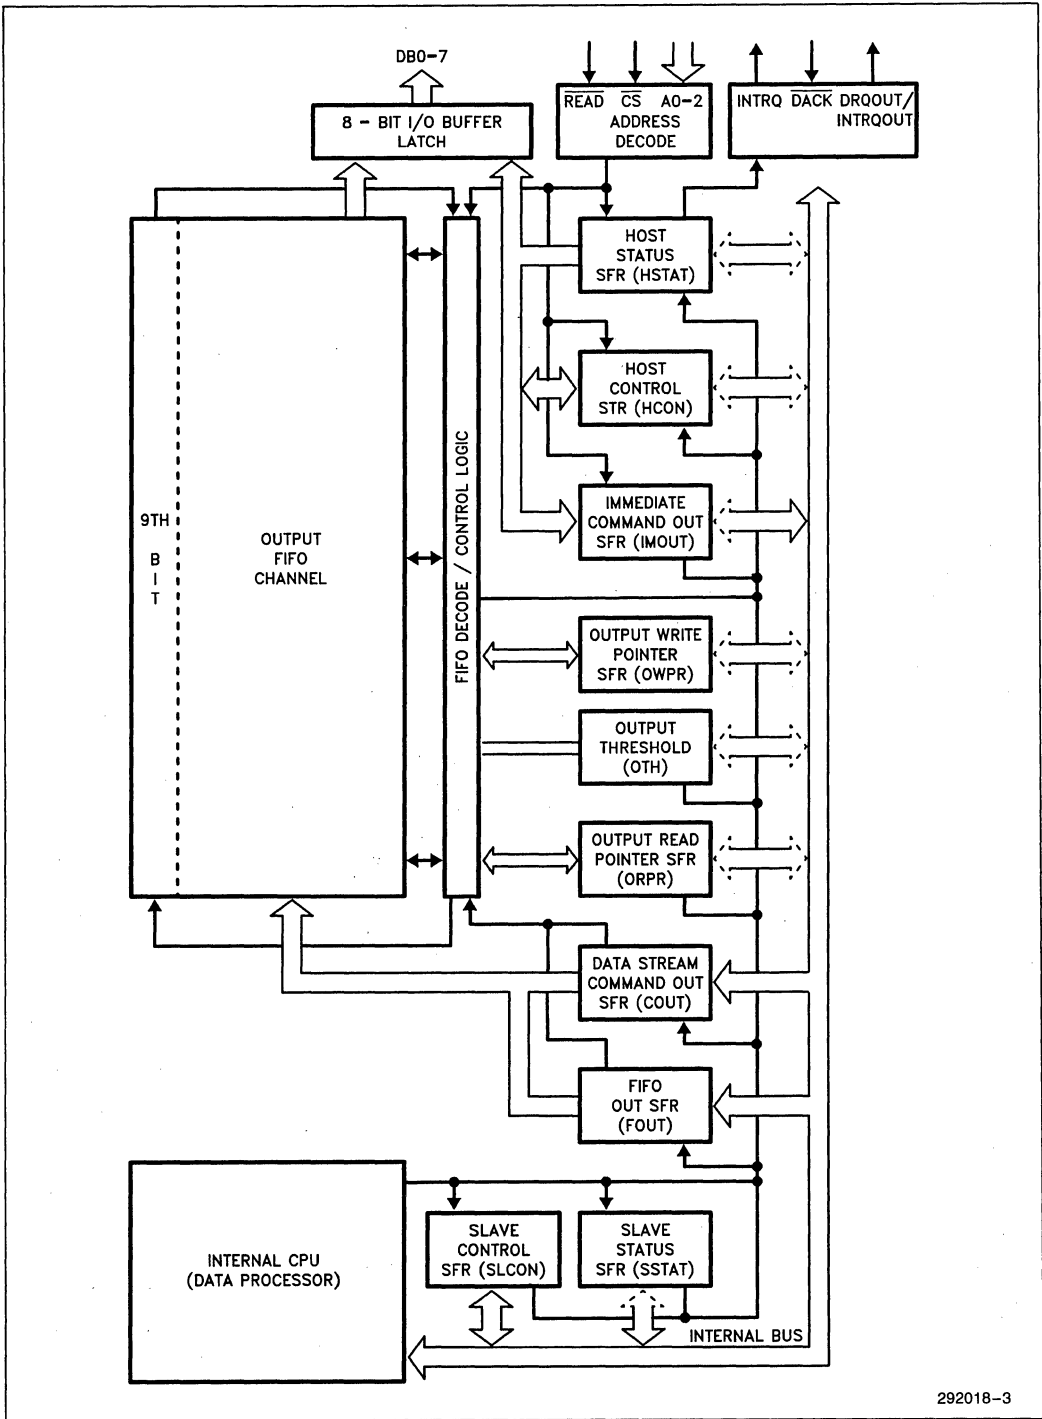 DB0-7
8 - BIT I/O BUFFER
LATCH
READ CS A0-2
ADDRESS
DECODE
INTRQ DACK DRQOUT/
INTRQOUT
HOST
STATUS
SFR (HSTAT)
HOST
CONTROL
STR (HCON)
IMMEDIATE
COMMAND OUT
SFR (IMOUT)
9TH
B
I
T
OUTPUT
FIFO
CHANNEL
FIFO DECODE / CONTROL LOGIC
OUTPUT WRITE
POINTER
SFR (OWPR)
OUTPUT
THRESHOLD
(OTH)
OUTPUT READ
POINTER SFR
(ORPR)
DATA STREAM
COMMAND OUT
SFR (COUT)
FIFO
OUT SFR
(FOUT)
INTERNAL CPU
(DATA PROCESSOR)
SLAVE
CONTROL
SFR (SLCON)
SLAVE
STATUS
SFR (SSTAT)
INTERNAL BUS
292018-3